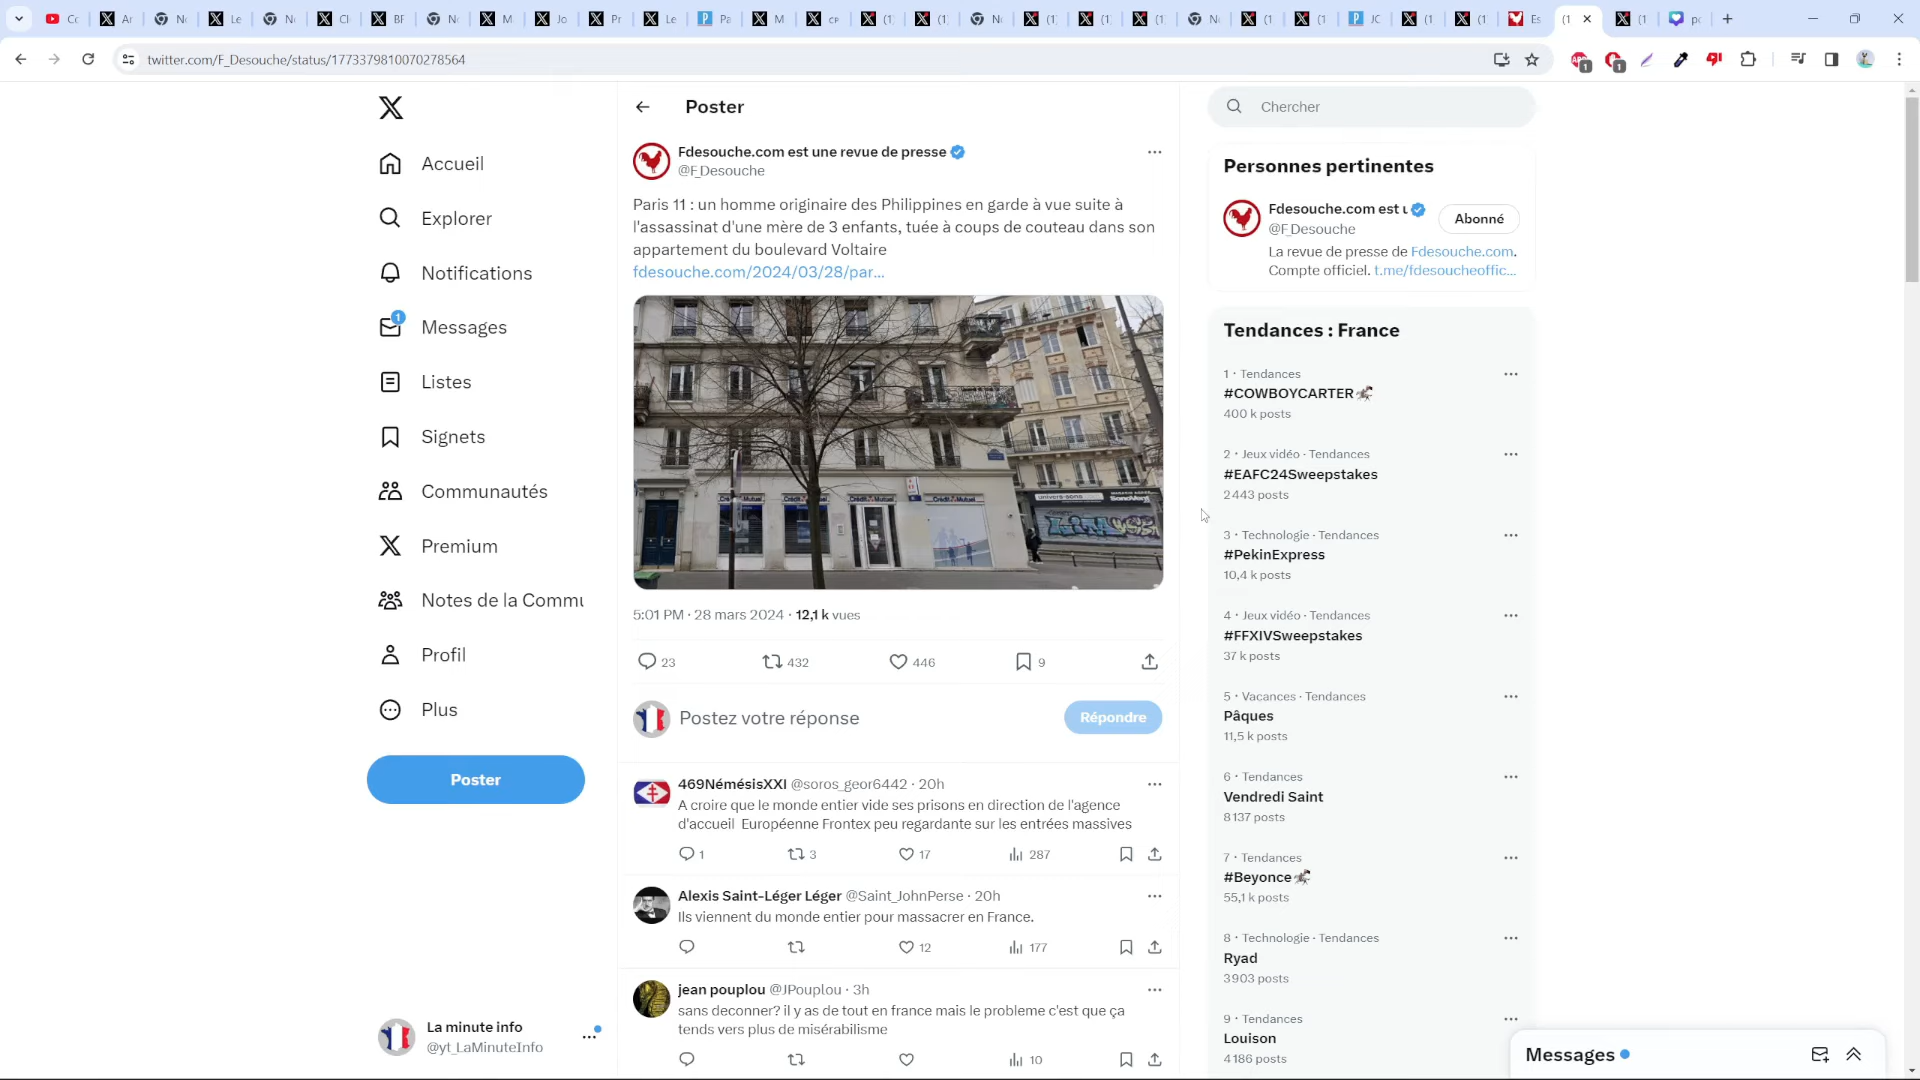 twitter.com/F_Desouche/status/1773379810070278564
Accueil
Explorer
Notifications
1
Messages
Listes
Signets
Communautés
Premium
Notes de la Commu
Profil
Plus
Poster
La minute info
@yt_LaMinuteInfo
Poster
Fdesouche.com est une revue de presse
@F_Desouche
Paris 11 : un homme originaire des Philippines en garde à vue suite à
l'assassinat d'une mère de 3 enfants, tuée à coups de couteau dans son
appartement du boulevard Voltaire
fdesouche.com/2024/03/28/par...
Crédit Mutuel
Crédit Mutuel
Crédit Mutuel
univers-sono
SonoVente
5:01 PM · 28 mars 2024 · 12,1 k vues
23 432 446 9
Postez votre réponse
Répondre
469NémésisXXI @soros_geor6442 · 20h
A croire que le monde entier vide ses prisons en direction de l'agence
d'accueil Européenne Frontex peu regardante sur les entrées massives
1 3 17 287
Alexis Saint-Léger Léger @Saint_JohnPerse · 20h
Ils viennent du monde entier pour massacrer en France.
12 177
jean pouplou @JPouplou · 3h
sans deconner? il y as de tout en france mais le probleme c'est que ça
tends vers plus de misérabilisme
10
Chercher
Personnes pertinentes
Fdesouche.com est u
@F_Desouche
Abonné
La revue de presse de Fdesouche.com.
Compte officiel. t.me/fdesoucheoffic...
Tendances : France
1 · Tendances
#COWBOYCARTER
400 k posts
2 · Jeux vidéo · Tendances
#EAFC24Sweepstakes
2 443 posts
3 · Technologie · Tendances
#PekinExpress
10,4 k posts
4 · Jeux vidéo · Tendances
#FFXIVSweepstakes
37 k posts
5 · Vacances · Tendances
Pâques
11,5 k posts
6 · Tendances
Vendredi Saint
8 137 posts
7 · Tendances
#Beyonce
55,1 k posts
8 · Technologie · Tendances
Ryad
3 903 posts
9 · Tendances
Louison
4 186 posts
Messages